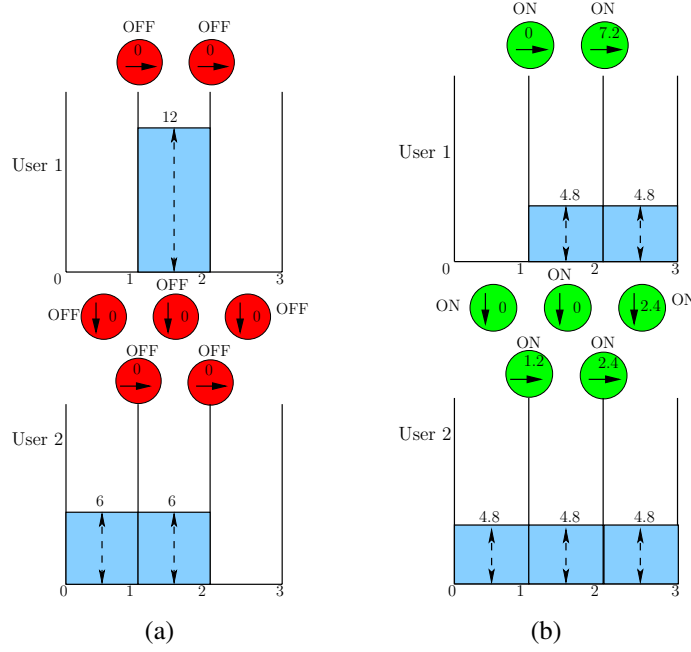 OFF OFF
0 0
12
User 1
0 1 2 3
OFF
OFF 0 0 0 OFF
OFF OFF
0 0
User 2
6 6
0 1 2 3
(a)
ON ON
0 7.2
User 1
4.8 4.8
0 1 2 3
ON
ON 0 0 2.4 ON
ON ON
1.2 2.4
User 2
4.8 4.8 4.8
0 1 2 3
(b)